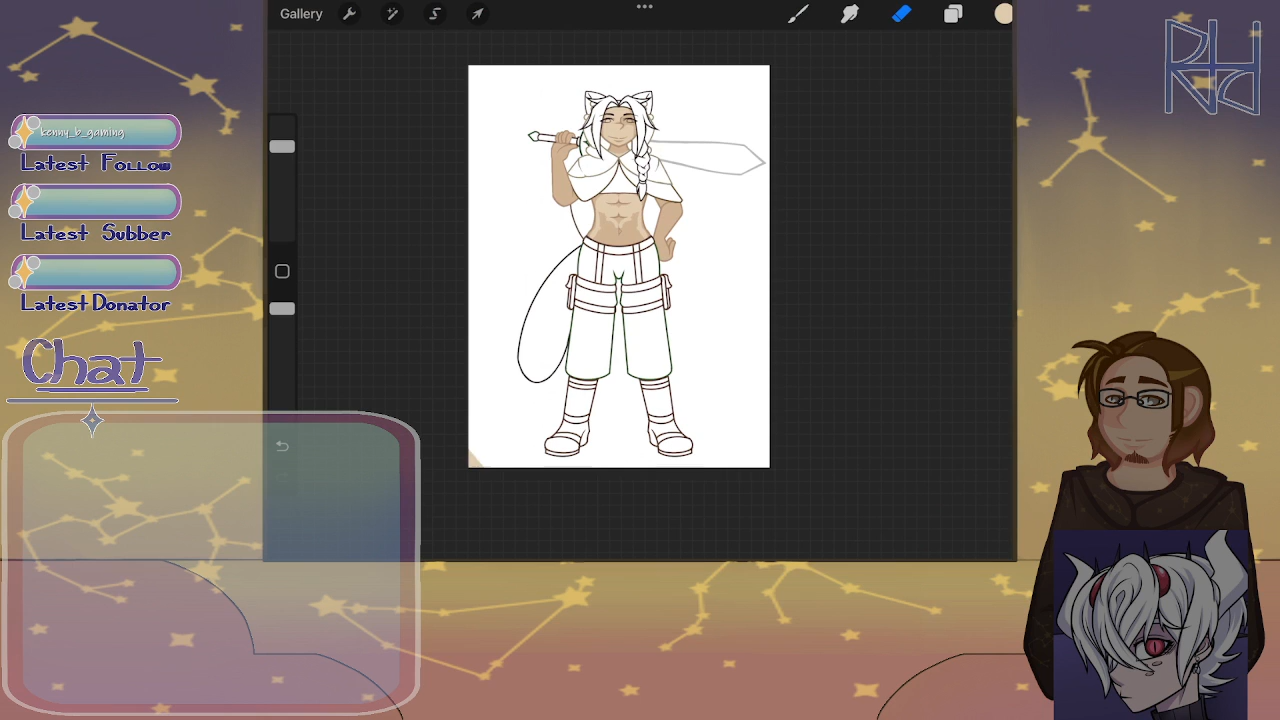 Gallery
kenny_b_gaming
Latest Follow
Latest Subber
Latest Donator
Chat